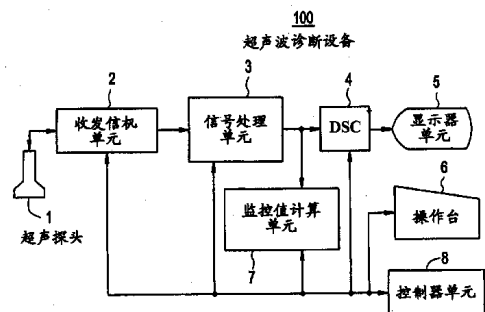 100
超声波诊断设备
2
收发信机
单元
3
信号处理
单元
4
DSC
5
显示器
单元
1
超声探头
监控值计算
单元
7
6
操作台
8
控制器单元